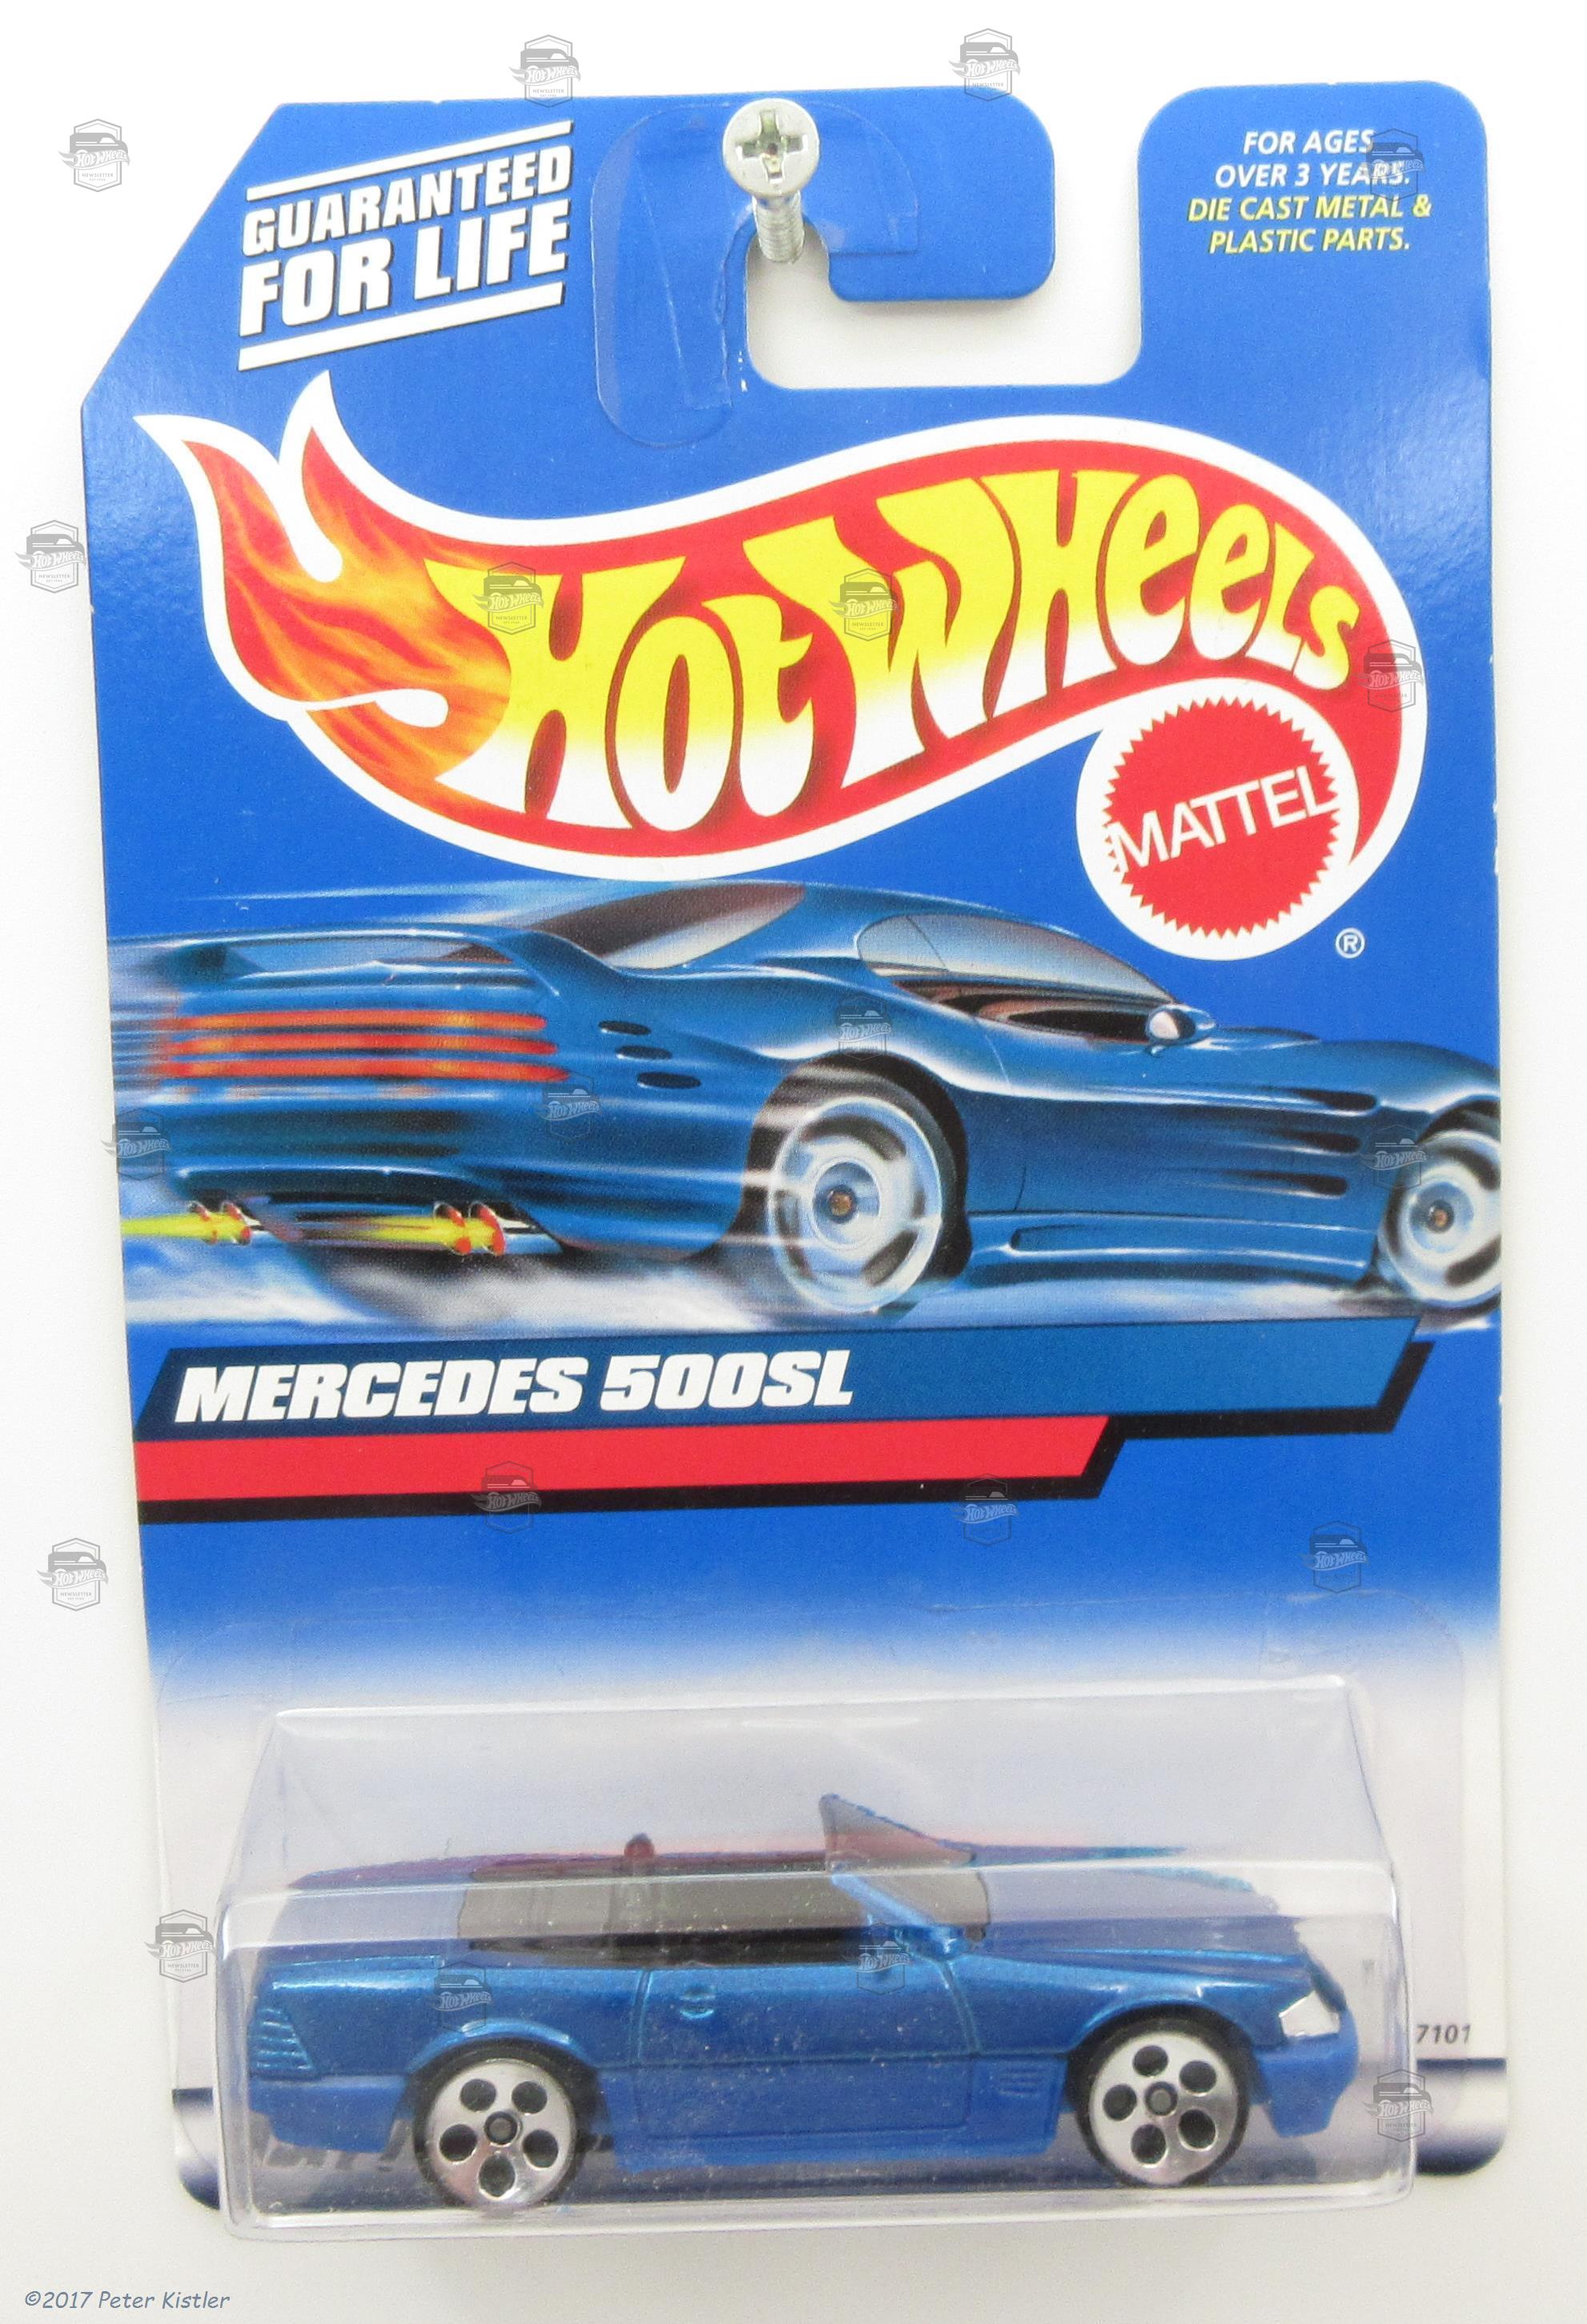 GUARANTEED
FOR LIFE
FOR AGES
OVER 3 YEARS.
DIE CAST METAL &
PLASTIC PARTS.
HOT WHEELS
MATTEL
®
MERCEDES 500SL
7101
©2017 Peter Kistler